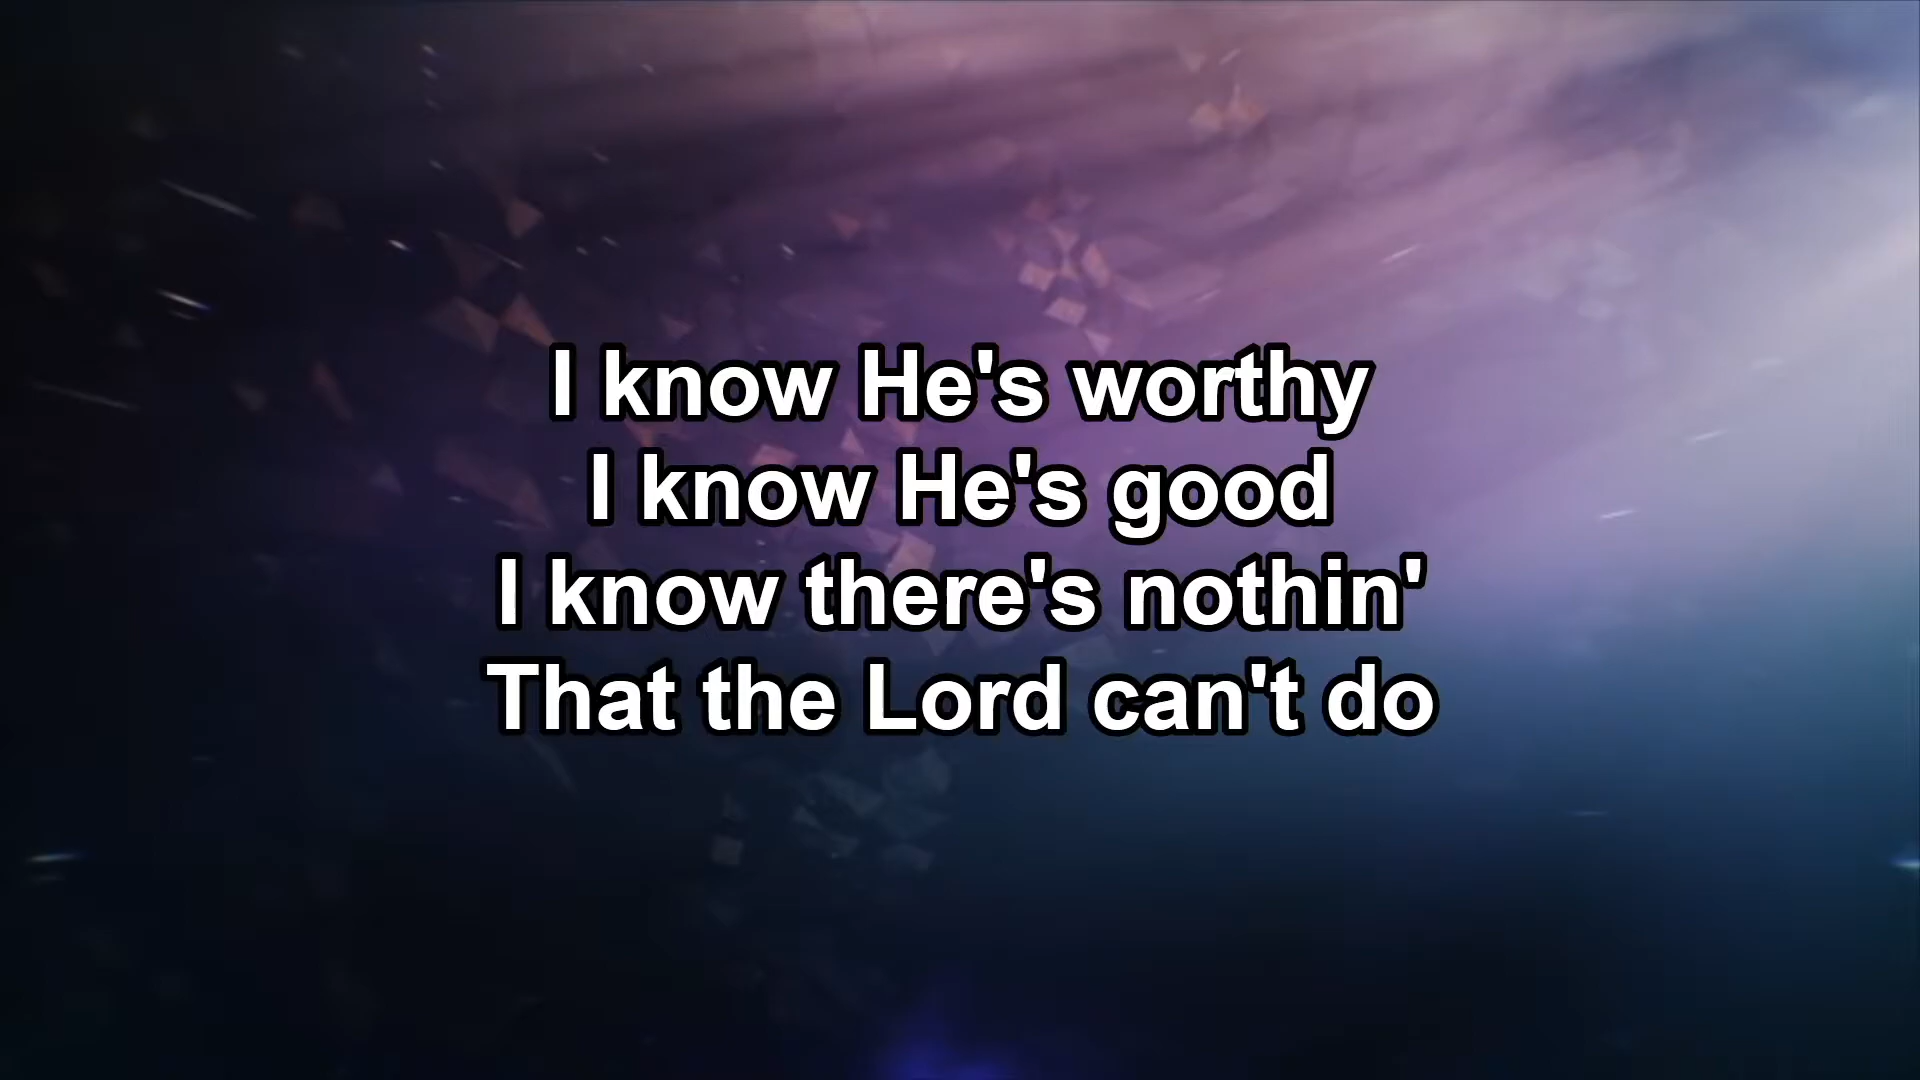 I know He's worthy
I know He's good
I know there's nothin'
That the Lord can't do